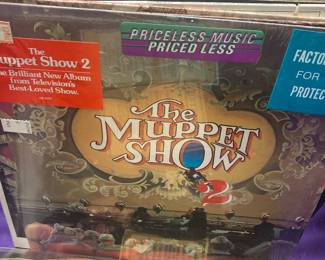 PRICELESS MUSIC
PRICED LESS
The
Muppet Show 2
The Brilliant New Album
from Television's
Best-Loved Show.
FACTO
FOR
PROTEC
The
MUPPET
SHOW
2